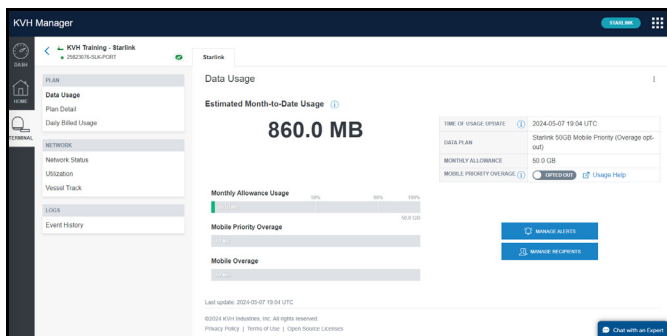 KVH Manager
STARLINK
DASH
HOME
TERMINAL
KVH Training - Starlink
25823076-SLK-PORT
PLAN
Data Usage
Plan Detail
Daily Billed Usage
NETWORK
Network Status
Utilization
Vessel Track
LOGS
Event History
Starlink
Data Usage
Estimated Month-to-Date Usage
860.0 MB
TIME OF USAGE UPDATE 2024-05-07 19:04 UTC
DATA PLAN Starlink 50GB Mobile Priority (Overage opt-
out)
MONTHLY ALLOWANCE 50.0 GB
MOBILE PRIORITY OVERAGE OPTED OUT Usage Help
Monthly Allowance Usage
50% 100%
50.0 GB
Mobile Priority Overage
Mobile Overage
MANAGE ALERTS
MANAGE RECIPIENTS
Last update: 2024-05-07 19:04 UTC
©2024 KVH Industries, Inc. All rights reserved.
Privacy Policy | Terms of Use | Open Source Licenses
Chat with an Expert